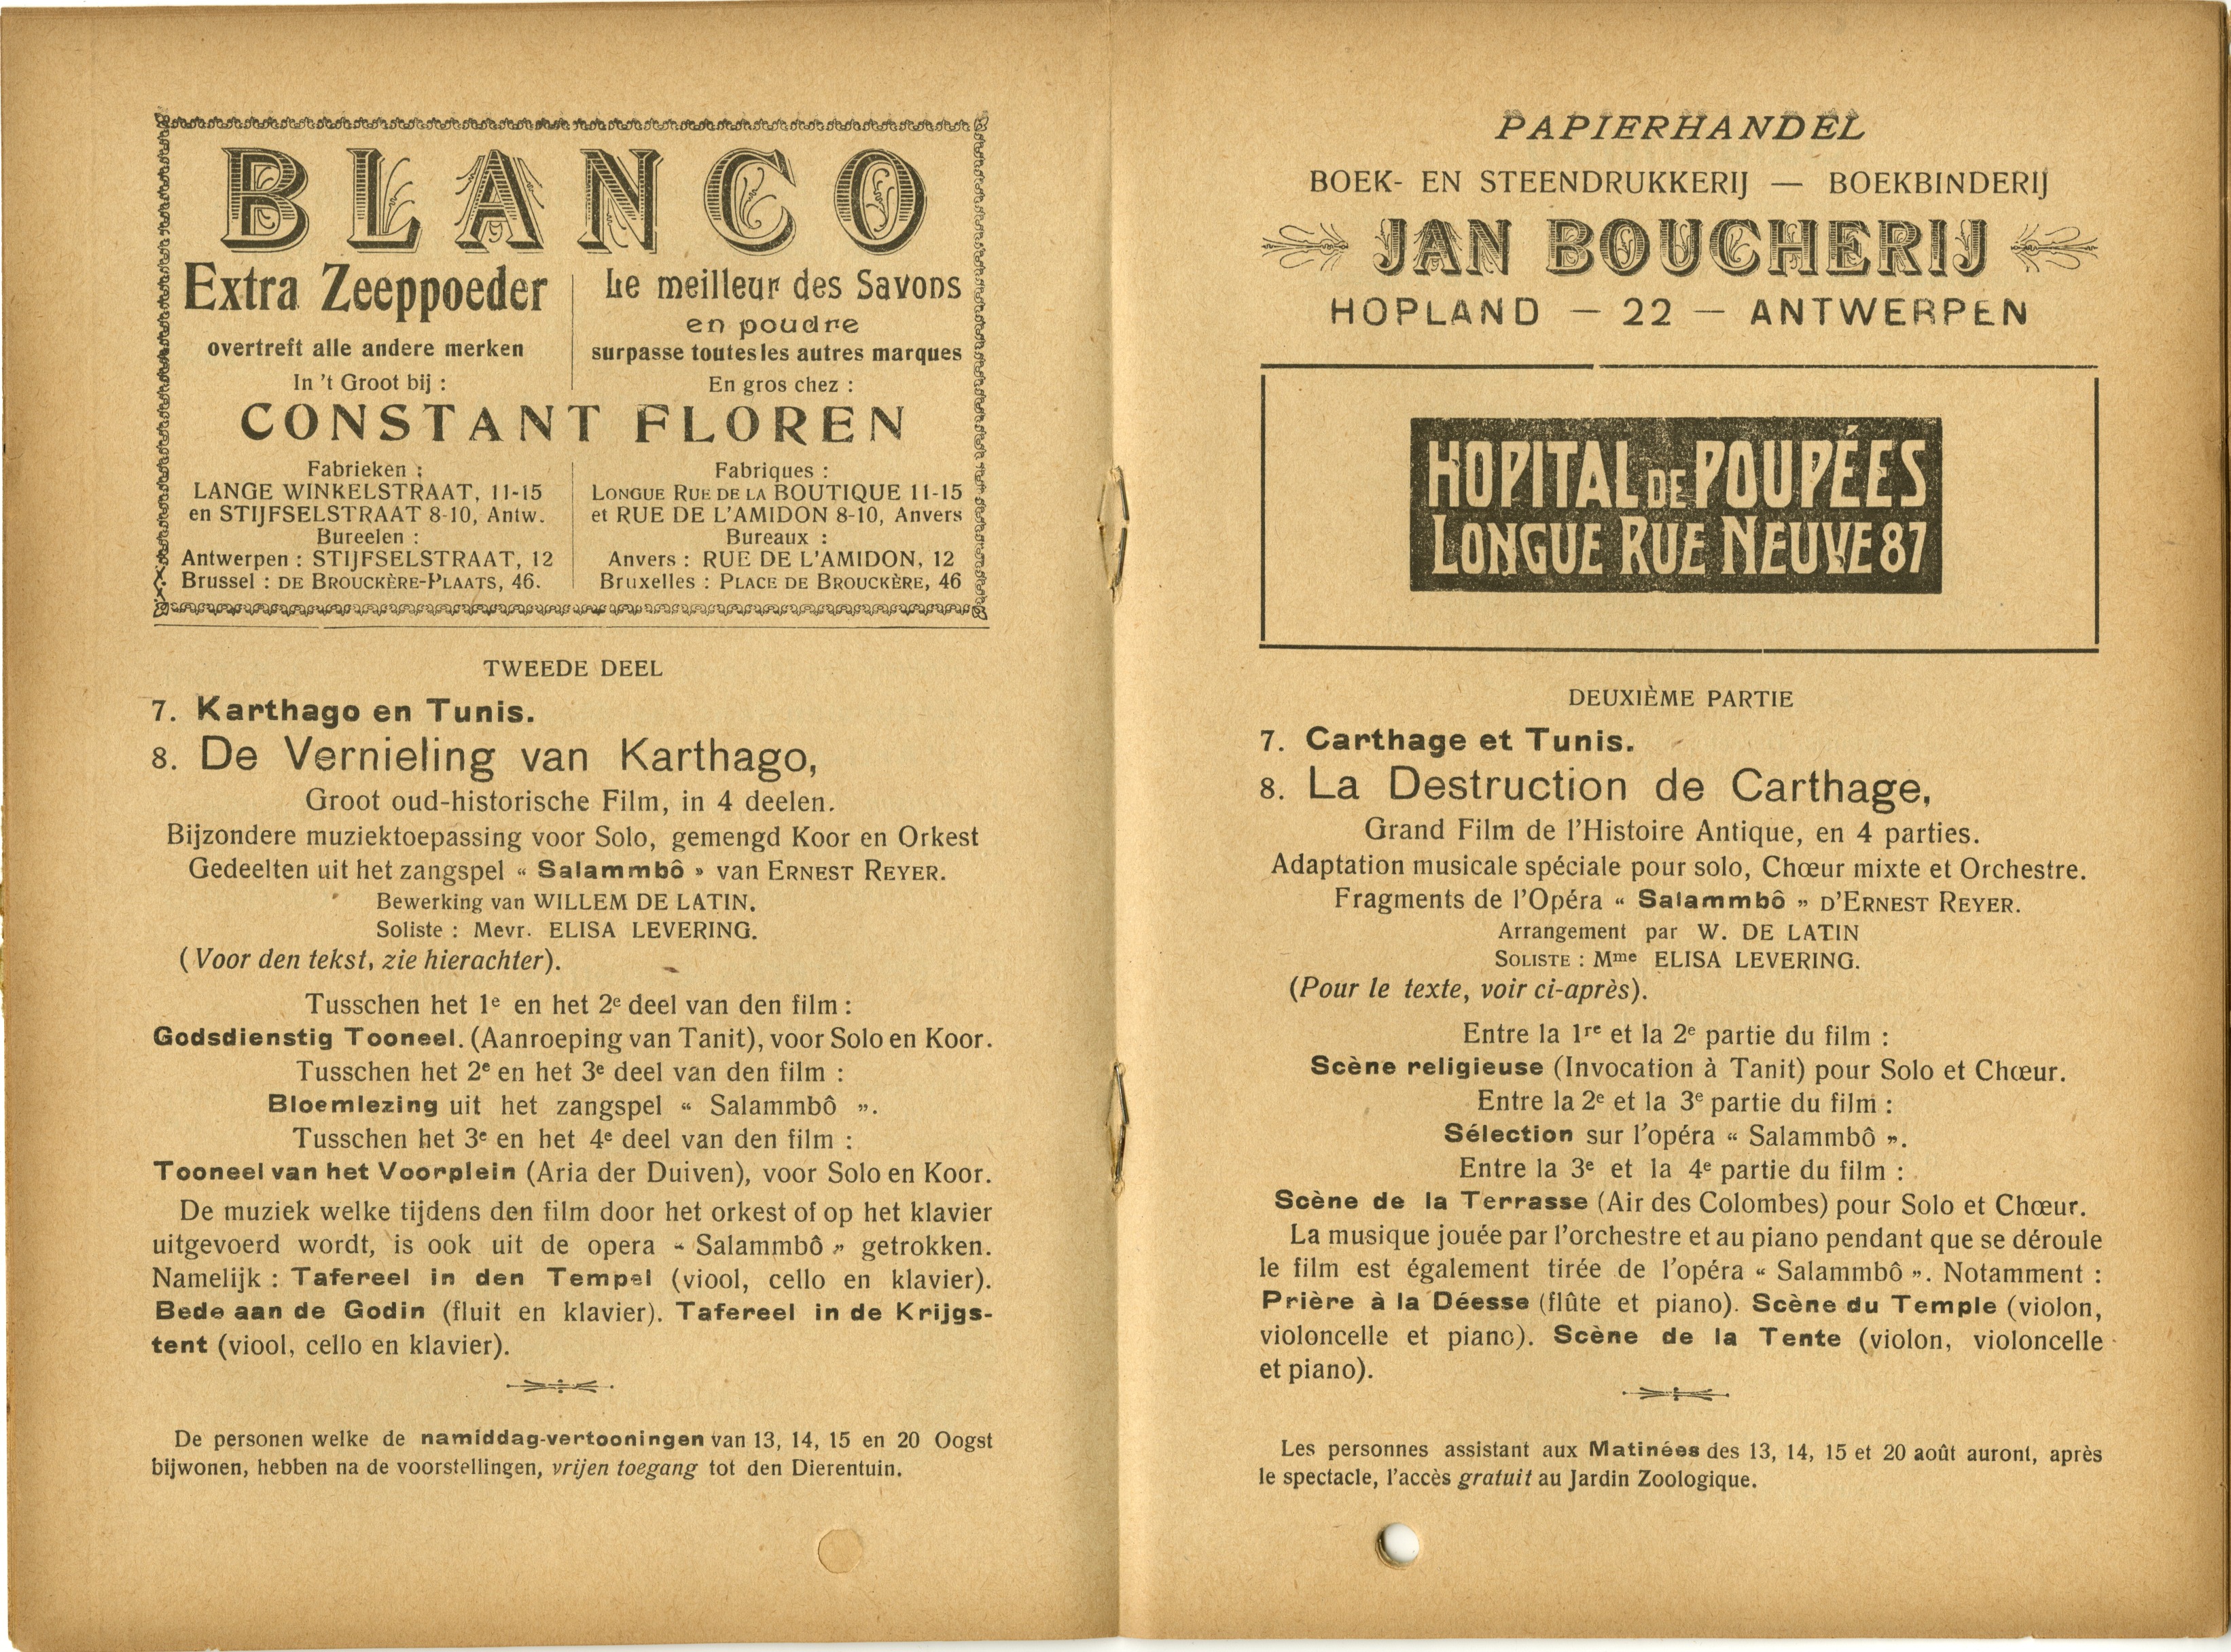 BLANCO
Extra Zeeppoeder
overtreft alle andere merken
In 't Groot bij :
Le meilleur des Savons
en poudre
surpasse toutes les autres marques
En gros chez :
CONSTANT FLOREN
Fabrieken :
LANGE WINKELSTRAAT, 11-15
en STIJFSELSTRAAT 8-10, Antw.
Bureelen :
Antwerpen : STIJFSELSTRAAT, 12
Brussel : DE BROUCKÈRE-PLAATS, 46.
Fabriques :
LONGUE RUE DE LA BOUTIQUE 11-15
et RUE DE L'AMIDON 8-10, Anvers
Bureaux :
Anvers : RUE DE L'AMIDON, 12
Bruxelles : PLACE DE BROUCKÈRE, 46
TWEEDE DEEL
7. Karthago en Tunis.
8. De Vernieling van Karthago,
Groot oud-historische Film, in 4 deelen.
Bijzondere muziektoepassing voor Solo, gemengd Koor en Orkest
Gedeelten uit het zangspel « Salammbô » van ERNEST REYER.
Bewerking van WILLEM DE LATIN.
Soliste : Mevr. ELISA LEVERING.
(Voor den tekst, zie hierachter).
Tusschen het 1e en het 2e deel van den film :
Godsdienstig Tooneel. (Aanroeping van Tanit), voor Solo en Koor.
Tusschen het 2e en het 3e deel van den film :
Bloemlezing uit het zangspel « Salammbô ».
Tusschen het 3e en het 4e deel van den film :
Tooneel van het Voorplein (Aria der Duiven), voor Solo en Koor.
De muziek welke tijdens den film door het orkest of op het klavier
uitgevoerd wordt, is ook uit de opera « Salammbô » getrokken.
Namelijk : Tafereel in den Tempel (viool, cello en klavier).
Bede aan de Godin (fluit en klavier). Tafereel in de Krijgs-
tent (viool, cello en klavier).
De personen welke de namiddag-vertooningen van 13, 14, 15 en 20 Oogst
bijwonen, hebben na de voorstellingen, vrijen toegang tot den Dierentuin.
PAPIERHANDEL
BOEK- EN STEENDRUKKERIJ — BOEKBINDERIJ
JAN BOUCHERIJ
HOPLAND — 22 — ANTWERPEN
HOPITAL DE POUPÉES
LONGUE RUE NEUVE 87
DEUXIÈME PARTIE
7. Carthage et Tunis.
8. La Destruction de Carthage,
Grand Film de l'Histoire Antique, en 4 parties.
Adaptation musicale spéciale pour solo, Chœur mixte et Orchestre.
Fragments de l'Opéra « Salammbô » D'ERNEST REYER.
Arrangement par W. DE LATIN
SOLISTE : Mme ELISA LEVERING.
(Pour le texte, voir ci-après).
Entre la 1re et la 2e partie du film :
Scène religieuse (Invocation à Tanit) pour Solo et Chœur.
Entre la 2e et la 3e partie du film :
Sélection sur l'opéra « Salammbô ».
Entre la 3e et la 4e partie du film :
Scène de la Terrasse (Air des Colombes) pour Solo et Chœur.
La musique jouée par l'orchestre et au piano pendant que se déroule
le film est également tirée de l'opéra « Salammbô ». Notamment :
Prière à la Déesse (flûte et piano). Scène du Temple (violon,
violoncelle et piano). Scène de la Tente (violon, violoncelle
et piano).
Les personnes assistant aux Matinées des 13, 14, 15 et 20 août auront, après
le spectacle, l'accès gratuit au Jardin Zoologique.